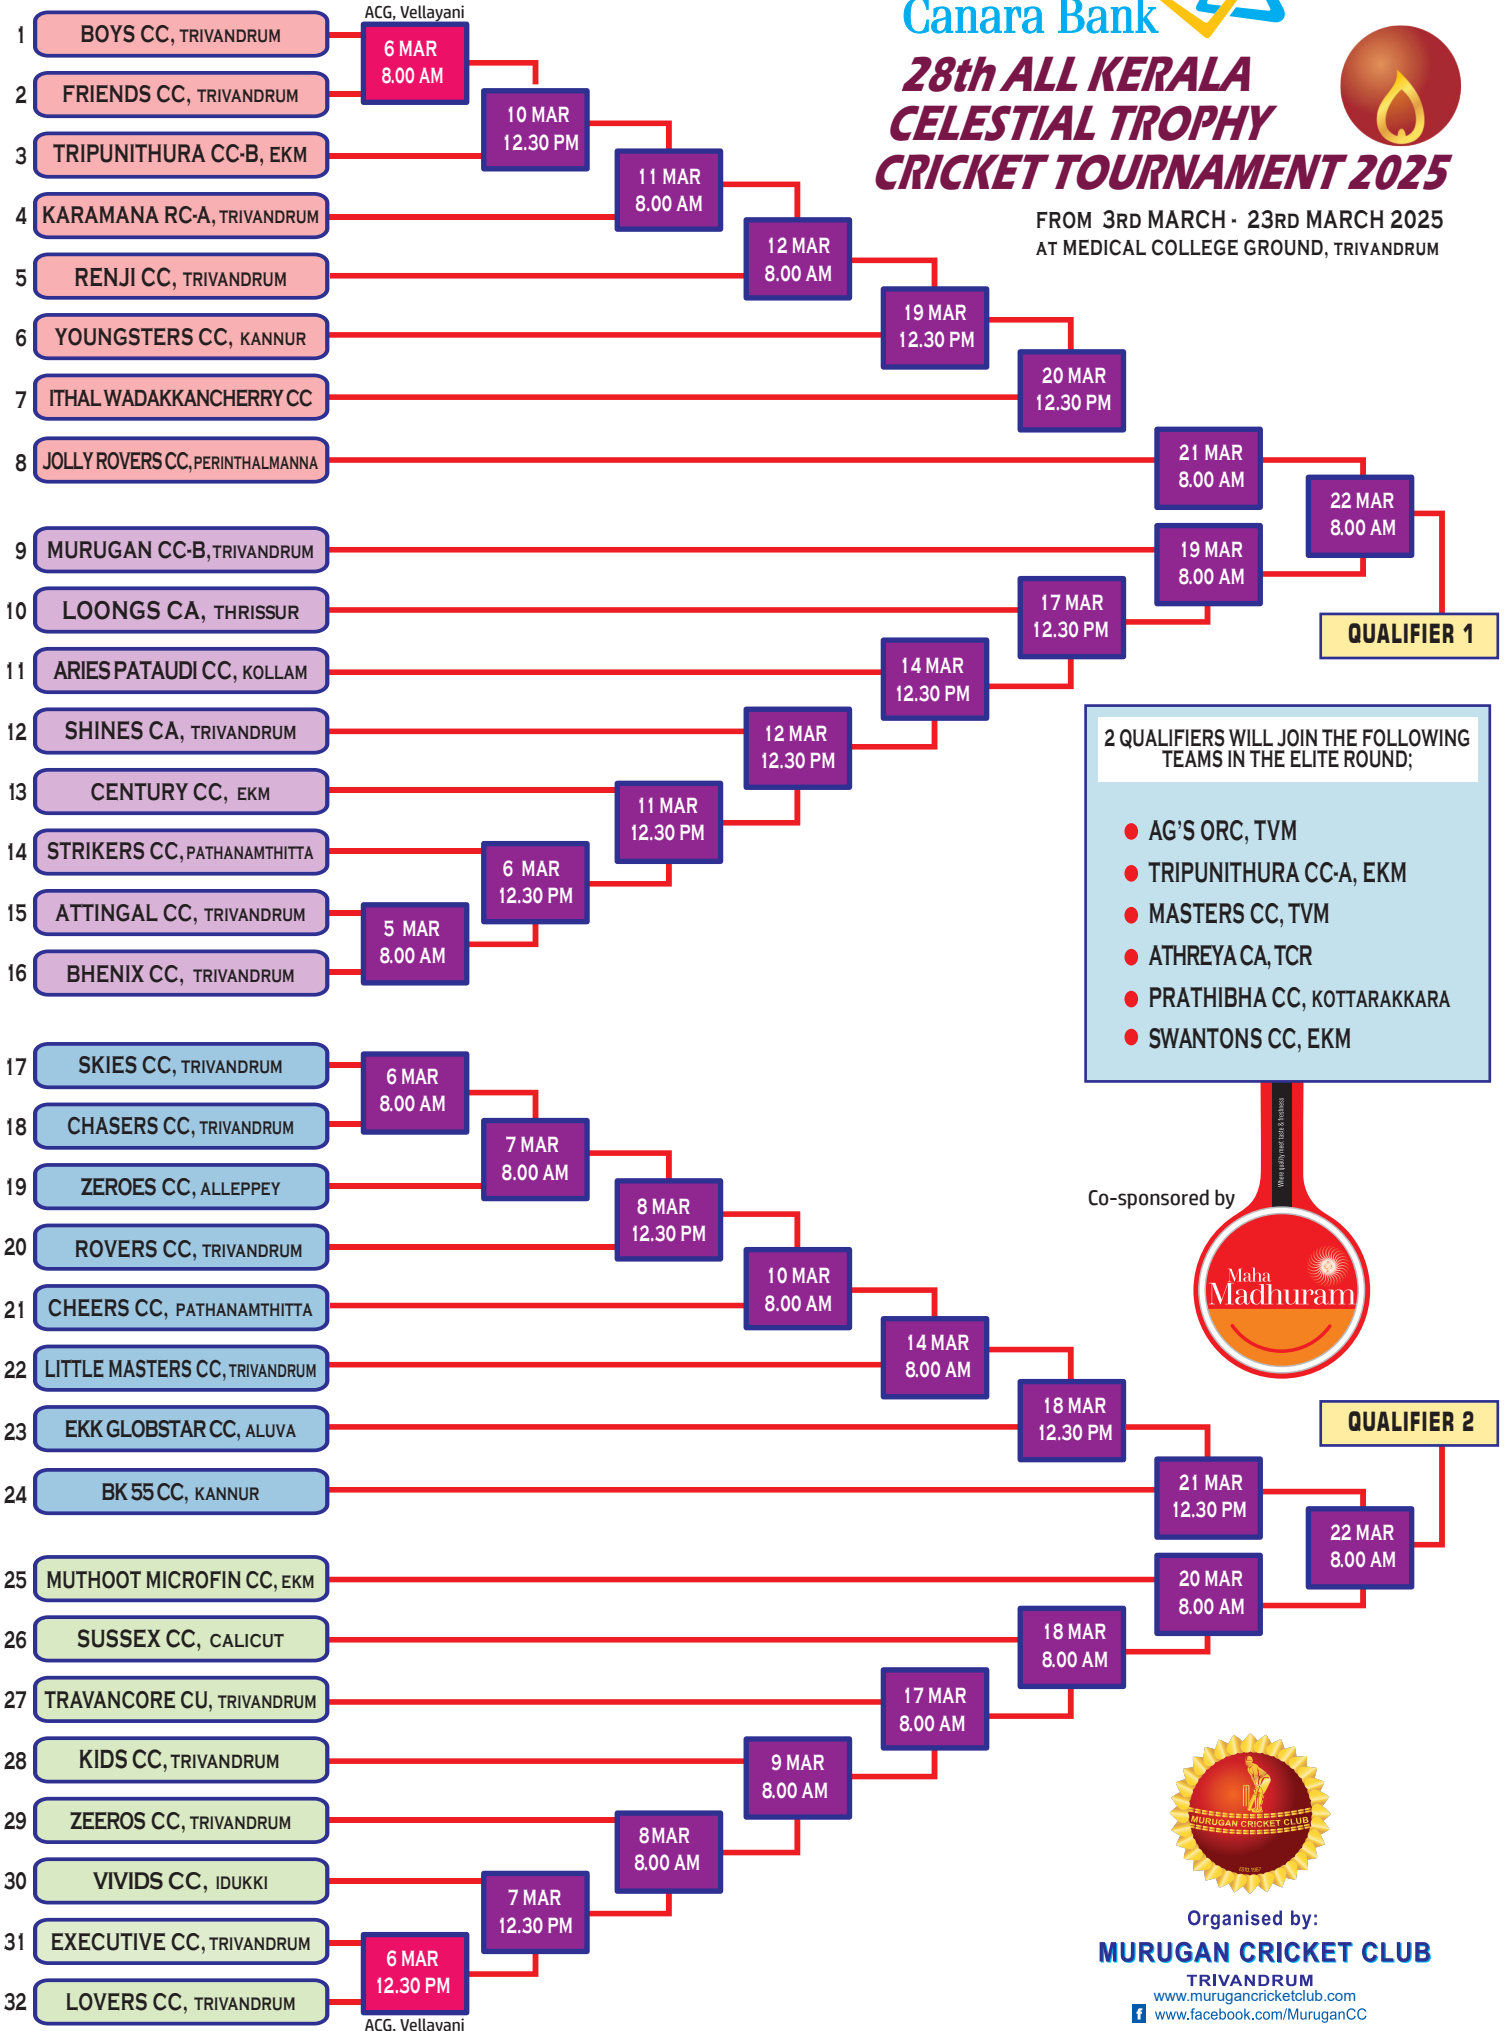 Canara Bank
28th ALL KERALA
CELESTIAL TROPHY
CRICKET TOURNAMENT 2025
FROM 3RD MARCH - 23RD MARCH 2025
AT MEDICAL COLLEGE GROUND, TRIVANDRUM
ACG, Vellayani
1 BOYS CC, TRIVANDRUM
6 MAR
8.00 AM
2 FRIENDS CC, TRIVANDRUM
10 MAR
12.30 PM
3 TRIPUNITHURA CC-B, EKM
11 MAR
8.00 AM
4 KARAMANA RC-A, TRIVANDRUM
12 MAR
8.00 AM
5 RENJI CC, TRIVANDRUM
19 MAR
12.30 PM
6 YOUNGSTERS CC, KANNUR
20 MAR
12.30 PM
7 ITHAL WADAKKANCHERRY CC
8 JOLLY ROVERS CC, PERINTHALMANNA
21 MAR
8.00 AM
22 MAR
8.00 AM
9 MURUGAN CC-B, TRIVANDRUM
19 MAR
8.00 AM
10 LOONGS CA, THRISSUR
17 MAR
12.30 PM
QUALIFIER 1
11 ARIES PATAUDI CC, KOLLAM
14 MAR
12.30 PM
12 SHINES CA, TRIVANDRUM
12 MAR
12.30 PM
13 CENTURY CC, EKM
11 MAR
12.30 PM
14 STRIKERS CC, PATHANAMTHITTA
6 MAR
12.30 PM
15 ATTINGAL CC, TRIVANDRUM
5 MAR
8.00 AM
16 BHENIX CC, TRIVANDRUM
2 QUALIFIERS WILL JOIN THE FOLLOWING
TEAMS IN THE ELITE ROUND;
AG'S ORC, TVM
TRIPUNITHURA CC-A, EKM
MASTERS CC, TVM
ATHREYA CA, TCR
PRATHIBHA CC, KOTTARAKKARA
SWANTONS CC, EKM
Where quality meet taste & freshness
Co-sponsored by
Maha
Madhuram
17 SKIES CC, TRIVANDRUM
6 MAR
8.00 AM
18 CHASERS CC, TRIVANDRUM
7 MAR
8.00 AM
19 ZEROES CC, ALLEPPEY
8 MAR
12.30 PM
20 ROVERS CC, TRIVANDRUM
10 MAR
8.00 AM
21 CHEERS CC, PATHANAMTHITTA
14 MAR
8.00 AM
22 LITTLE MASTERS CC, TRIVANDRUM
18 MAR
12.30 PM
23 EKK GLOBSTAR CC, ALUVA
QUALIFIER 2
24 BK 55 CC, KANNUR
21 MAR
12.30 PM
22 MAR
8.00 AM
25 MUTHOOT MICROFIN CC, EKM
20 MAR
8.00 AM
26 SUSSEX CC, CALICUT
18 MAR
8.00 AM
27 TRAVANCORE CU, TRIVANDRUM
17 MAR
8.00 AM
28 KIDS CC, TRIVANDRUM
9 MAR
8.00 AM
29 ZEEROS CC, TRIVANDRUM
8MAR
8.00 AM
30 VIVIDS CC, IDUKKI
7 MAR
12.30 PM
31 EXECUTIVE CC, TRIVANDRUM
6 MAR
12.30 PM
32 LOVERS CC, TRIVANDRUM
ACG, Vellayani
MURUGAN CRICKET CLUB
Organised by:
MURUGAN CRICKET CLUB
TRIVANDRUM
www.murugancricketclub.com
f www.facebook.com/MuruganCC